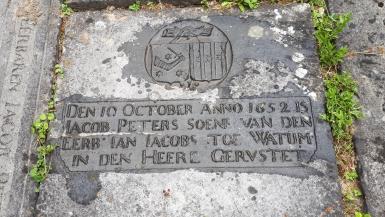 DEN 10 OCTOBER ANNO 1652 IS
IACOB PETERS SOENE VAN DEN
EERB˙ IAN IACOBS˙ TOE WATUM
IN DEN HEERE GERUSTET